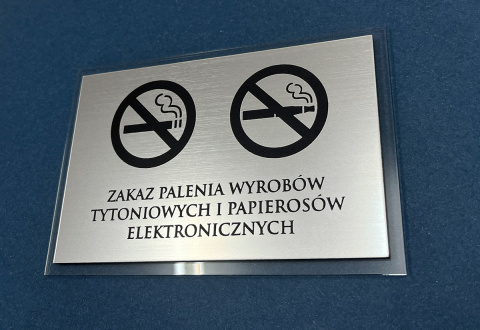 ZAKAZ PALENIA WYROBÓW
TYTONIOWYCH I PAPIEROSÓW
ELEKTRONICZNYCH